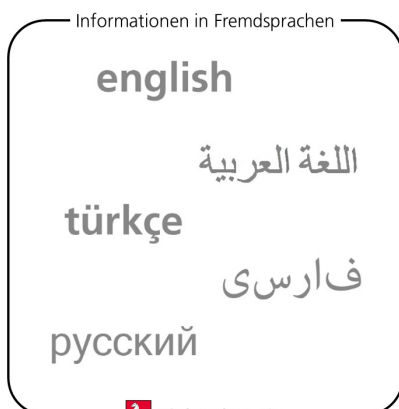 Informationen in Fremdsprachen
english
اللغة العربية
türkçe
فارسی
русский